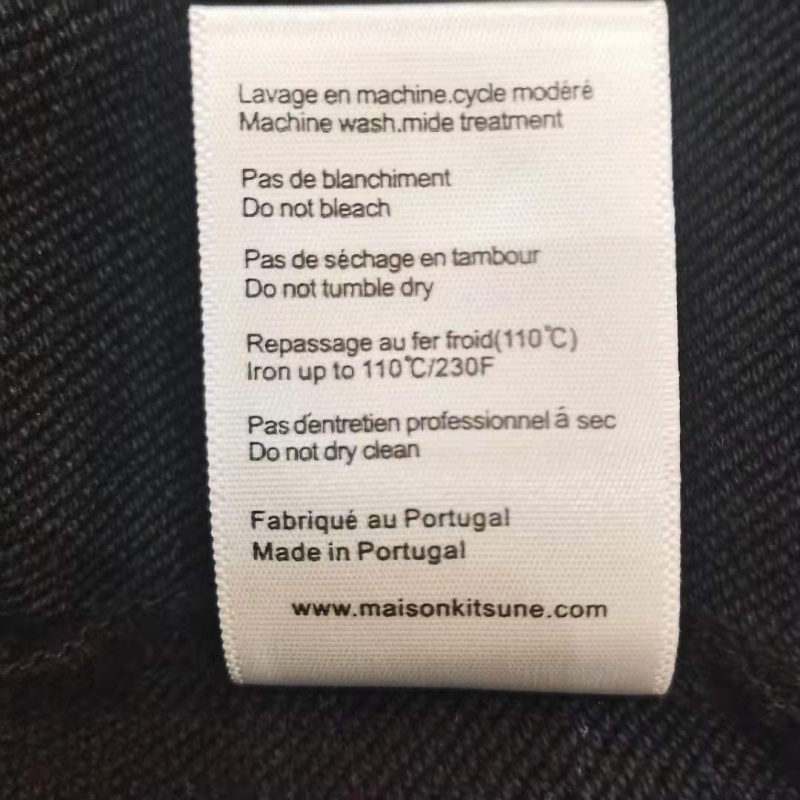 Lavage en machine.cycle modéré
Machine wash.mide treatment
Pas de blanchiment
Do not bleach
Pas de séchage en tambour
Do not tumble dry
Repassage au fer froid(110℃)
Iron up to 110℃/230F
Pas d'entretien professionnel á sec
Do not dry clean
Fabriqué au Portugal
Made in Portugal
www.maisonkitsune.com